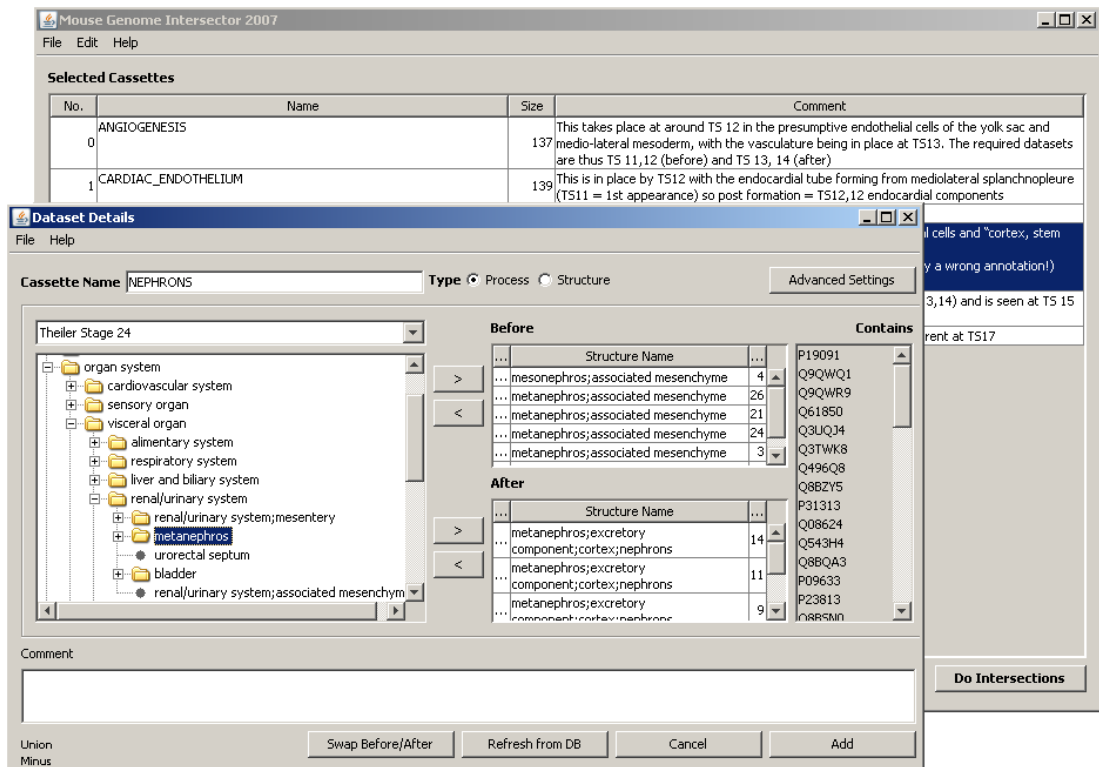 Mouse Genome Intersector 2007
File Edit Help
Selected Cassettes
No. Name Size Comment
0 ANGIOGENESIS 137 This takes place at around TS 12 in the presumptive endothelial cells of the yolk sac and
medio-lateral mesoderm, with the vasculature being in place at TS13. The required datasets
are thus TS 11,12 (before) and TS 13, 14 (after)
1 CARDIAC_ENDOTHELIUM 139 This is in place by TS12 with the endocardial tube forming from mediolateral splanchnopleure
(TS11 = 1st appearance) so post formation = TS12,12 endocardial components
l cells and "cortex, stem
y a wrong annotation!)
3,14) and is seen at TS 15
rent at TS17
Do Intersections
Dataset Details
File Help
Cassette Name NEPHRONS Type Process Structure Advanced Settings
Theiler Stage 24
organ system
cardiovascular system
sensory organ
visceral organ
alimentary system
respiratory system
liver and biliary system
renal/urinary system
renal/urinary system;mesentery
metanephros
urorectal septum
bladder
renal/urinary system;associated mesenchym
>
<
>
<
Before
... Structure Name ...
... mesonephros;associated mesenchyme 4
... metanephros;associated mesenchyme 26
... metanephros;associated mesenchyme 21
... metanephros;associated mesenchyme 24
... metanephros;associated mesenchyme 3
After
... Structure Name ...
... metanephros;excretory
component;cortex;nephrons 14
... metanephros;excretory
component;cortex;nephrons 11
... metanephros;excretory
component;cortex;nephrons 9
Contains
P19091
Q9QWQ1
Q9QWR9
Q61850
Q3UQJ4
Q3TWK8
Q496Q8
Q8BZY5
P31313
Q08624
Q543H4
Q8BQA3
P09633
P23813
Q8BSN0
Comment
Union
Minus
Swap Before/After Refresh from DB Cancel Add